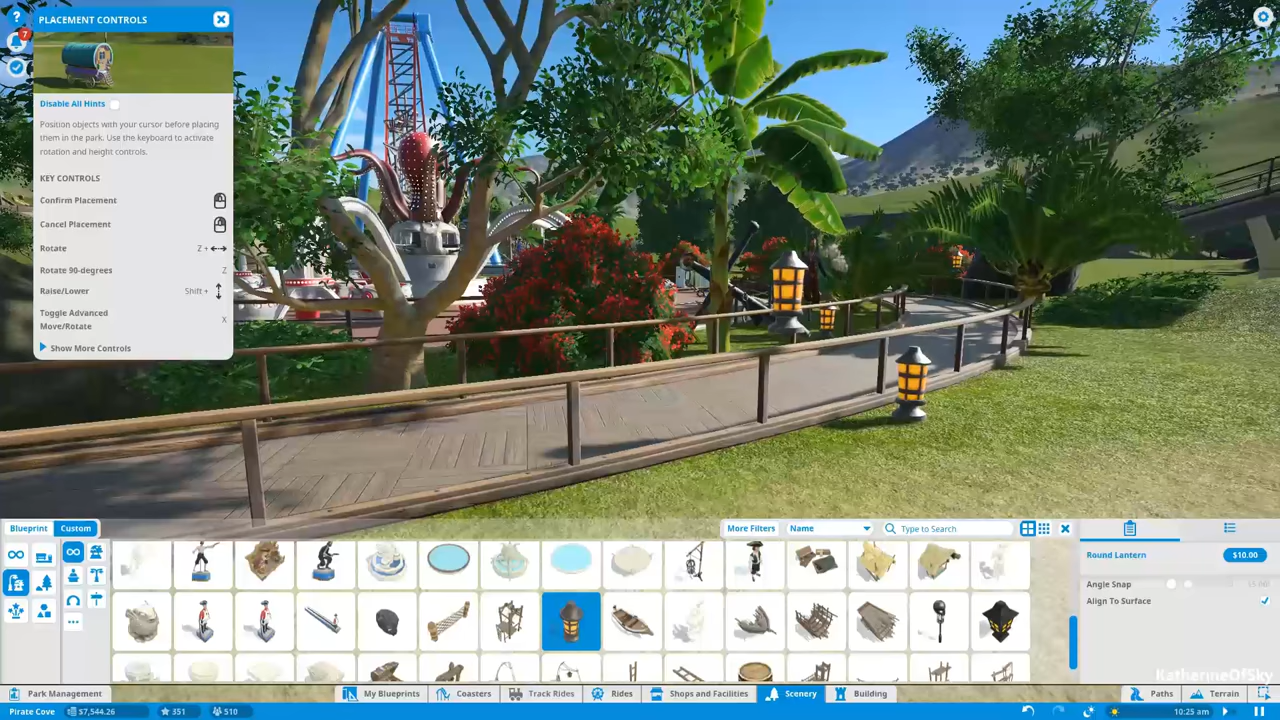 ?
PLACEMENT CONTROLS
7
Disable All Hints
Position objects with your cursor before placing
them in the park. Use the keyboard to activate
rotation and height controls.
KEY CONTROLS
Confirm Placement
Cancel Placement
Rotate Z +
Rotate 90-degrees Z
Raise/Lower Shift +
Toggle Advanced
Move/Rotate X
Show More Controls
Blueprint Custom More Filters Name Type to Search
Round Lantern $10.00
Angle Snap
Align To Surface
KatherineOfSky
Park Management My Blueprints Coasters Track Rides Rides Shops and Facilities Scenery Building Paths Terrain
Pirate Cove $7,544.26 351 510 10:25 am